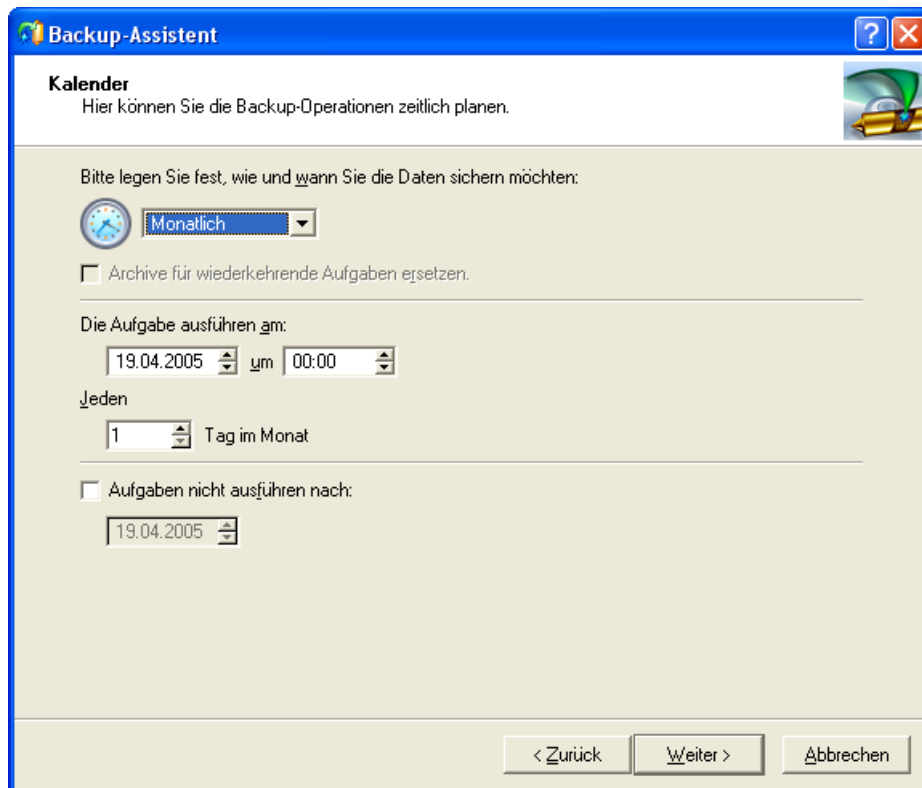 Backup-Assistent
Kalender
Hier können Sie die Backup-Operationen zeitlich planen.
Bitte legen Sie fest, wie und wann Sie die Daten sichern möchten:
Monatlich
Archive für wiederkehrende Aufgaben ersetzen.
Die Aufgabe ausführen am:
19.04.2005 um 00:00
Jeden
1 Tag im Monat
Aufgaben nicht ausführen nach:
19.04.2005
< Zurück Weiter > Abbrechen